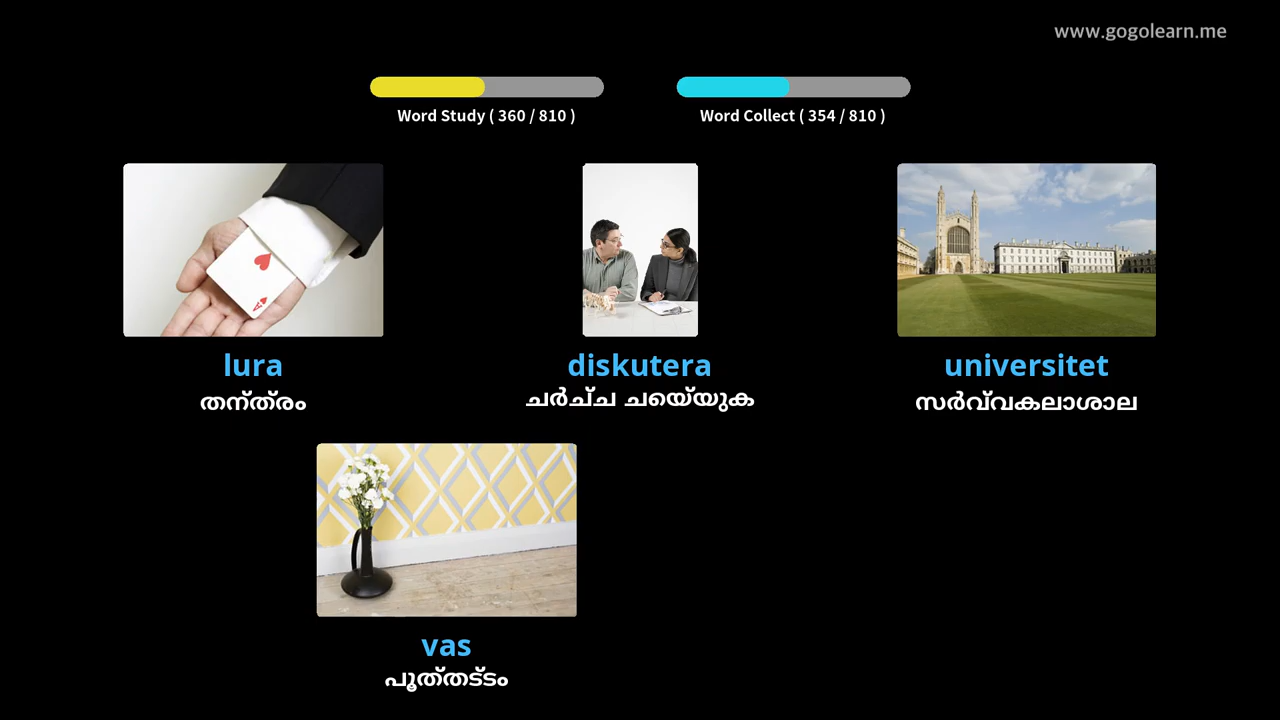 www.gogolearn.me
Word Study ( 360 / 810 )
Word Collect ( 354 / 810 )
lura
diskutera
universitet
തന്ത്രം
ചർച്ച ചയ്യെുക
സർവ്വകലാശാല
vas
പൂത്തട്ടം